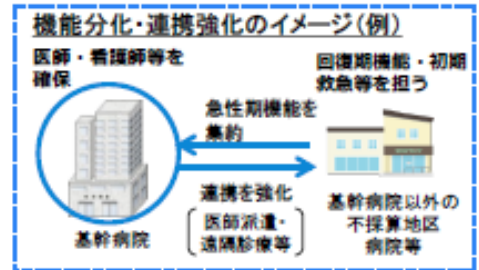 機能分化・連携強化のイメージ(例)
医師・看護師等を
確保
回復期機能・初期
救急等を担う
急性期機能を
集約
連携を強化
医師派遣・
遠隔診療等
基幹病院
基幹病院以外の
不採算地区
病院等